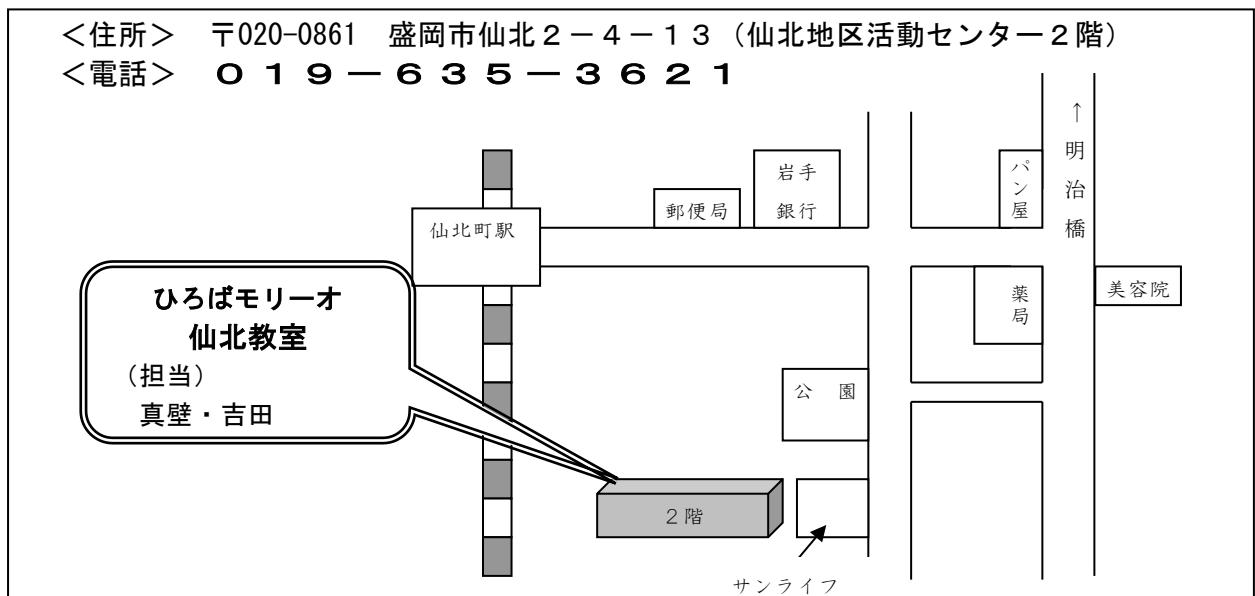 ＜住所＞　〒020-0861　盛岡市仙北２－４－１３（仙北地区活動センター２階）
＜電話＞　０１９－６３５－３６２１
↑明治橋
パン屋
岩手
銀行
郵便局
仙北町駅
薬局
美容院
ひろばモリーオ
仙北教室
（担当）
真壁・吉田
公　園
２階
サンライフ